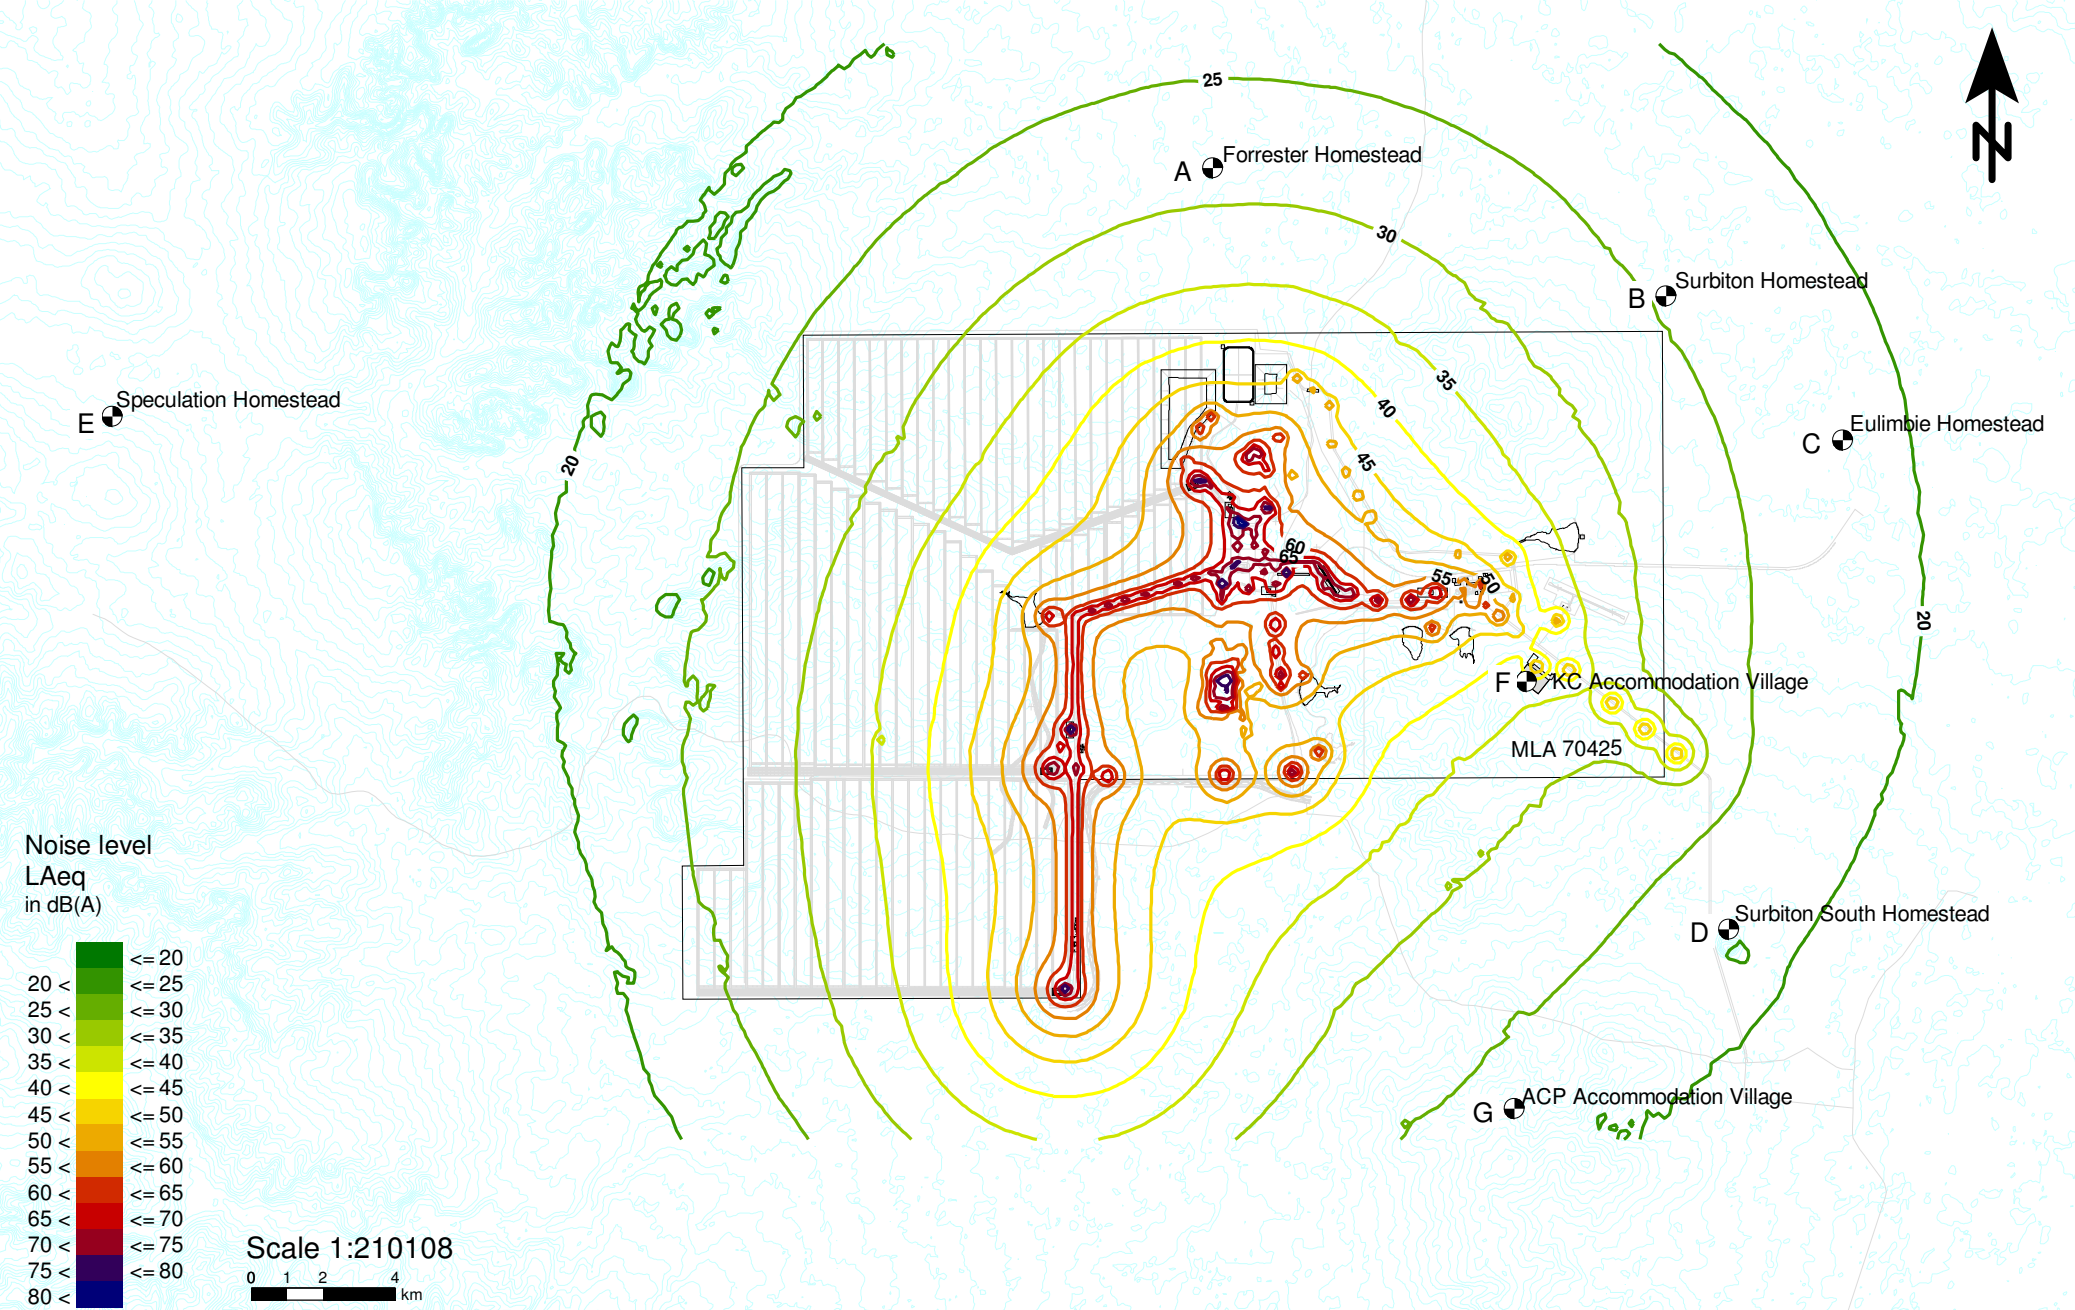 25
N
A
Forrester Homestead
30
B
Surbiton Homestead
35
40
E
Speculation Homestead
C
Eulimbie Homestead
20
45
60
65
55
50
20
F
KC Accommodation Village
MLA 70425
D
Surbiton South Homestead
G
ACP Accommodation Village
Noise level
LAeq
in dB(A)
<= 20
20 < <= 25
25 < <= 30
30 < <= 35
35 < <= 40
40 < <= 45
45 < <= 50
50 < <= 55
55 < <= 60
60 < <= 65
65 < <= 70
70 < <= 75
75 < <= 80
80 <
Scale 1:210108
0 1 2 4
km